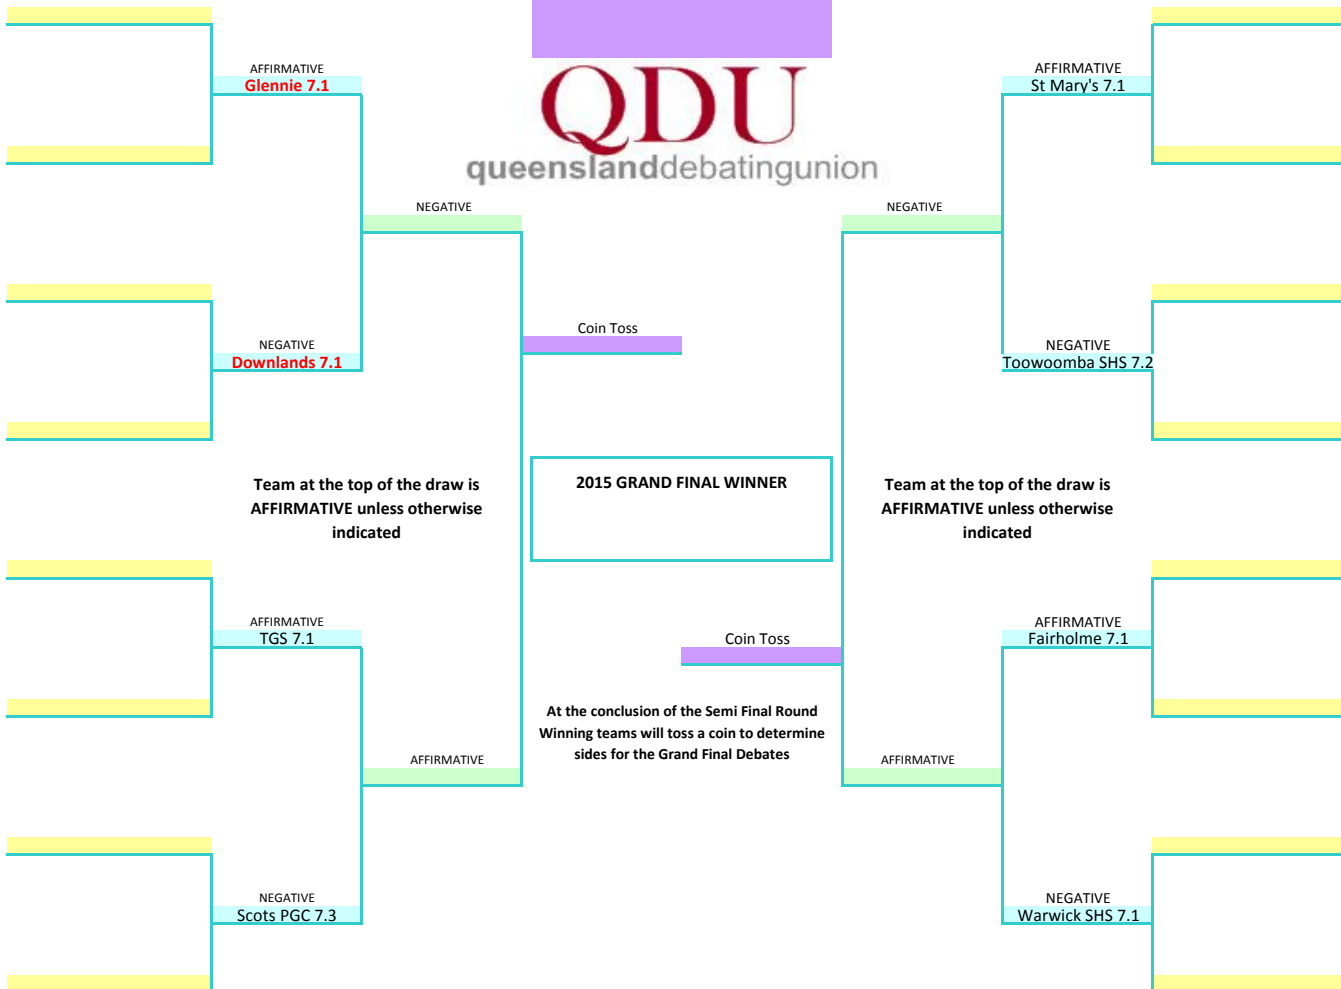 AFFIRMATIVE
Glennie 7.1
QDU
queenslanddebatingunion
AFFIRMATIVE
St Mary's 7.1
NEGATIVE
NEGATIVE
Coin Toss
NEGATIVE
Downlands 7.1
NEGATIVE
Toowoomba SHS 7.2
Team at the top of the draw is
AFFIRMATIVE unless otherwise
indicated
2015 GRAND FINAL WINNER
Team at the top of the draw is
AFFIRMATIVE unless otherwise
indicated
AFFIRMATIVE
TGS 7.1
Coin Toss
AFFIRMATIVE
Fairholme 7.1
At the conclusion of the Semi Final Round
Winning teams will toss a coin to determine
sides for the Grand Final Debates
AFFIRMATIVE
AFFIRMATIVE
NEGATIVE
Scots PGC 7.3
NEGATIVE
Warwick SHS 7.1